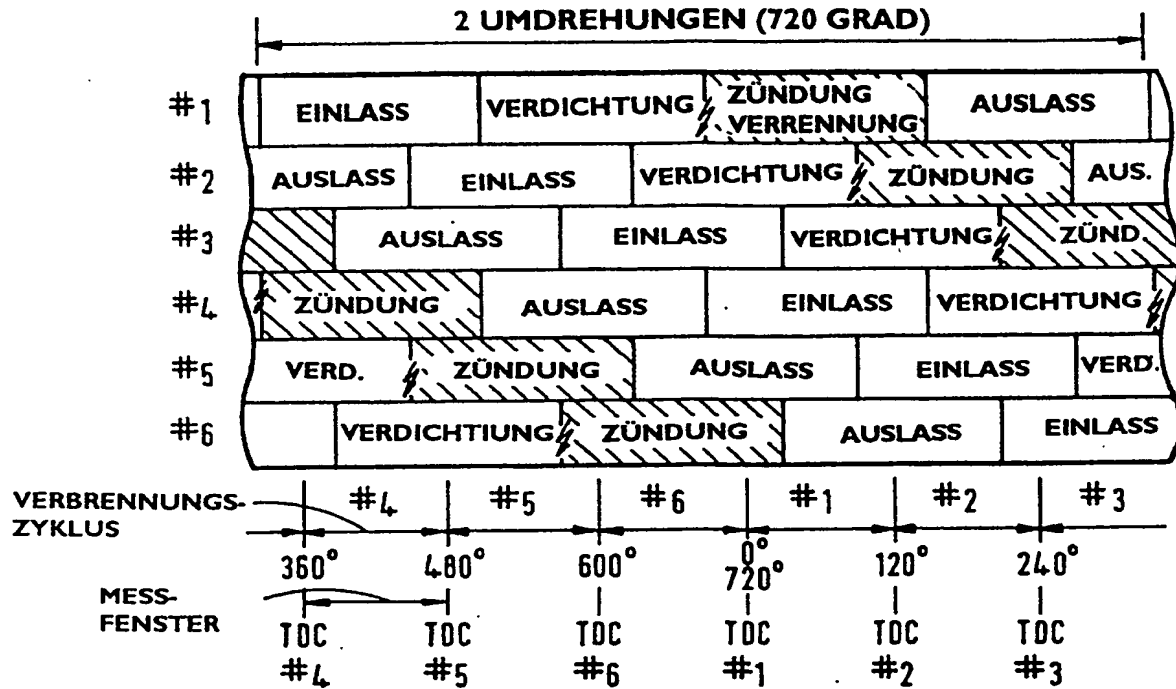 2 UMDREHUNGEN (720 GRAD)
#1 EINLASS VERDICHTUNG ZÜNDUNG VERRENNUNG AUSLASS
#2 AUSLASS EINLASS VERDICHTUNG ZÜNDUNG AUS.
#3 AUSLASS EINLASS VERDICHTUNG ZÜND
#4 ZÜNDUNG AUSLASS EINLASS VERDICHTUNG
#5 VERD. ZÜNDUNG AUSLASS EINLASS VERD.
#6 VERDICHTIUNG ZÜNDUNG AUSLASS EINLASS
VERBRENNUNGS-
ZYKLUS
#4 #5 #6 #1 #2 #3
360° 480° 600° 0° 720° 120° 240°
MESS-
FENSTER
TDC TDC TDC TDC TDC TDC
#4 #5 #6 #1 #2 #3